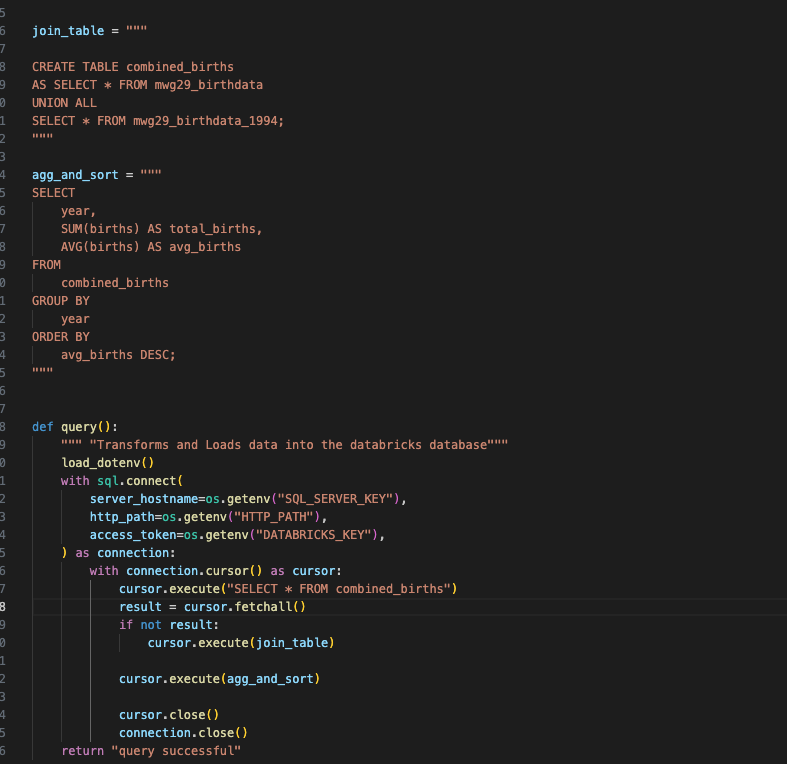 5
6 join_table = """
7
8 CREATE TABLE combined_births
9 AS SELECT * FROM mwg29_birthdata
0 UNION ALL
1 SELECT * FROM mwg29_birthdata_1994;
2 """
3
4 agg_and_sort = """
5 SELECT
6     year,
7     SUM(births) AS total_births,
8     AVG(births) AS avg_births
9 FROM
0     combined_births
1 GROUP BY
2     year
3 ORDER BY
4     avg_births DESC;
5 """
6
7
8 def query():
9     """ "Transforms and Loads data into the databricks database"""
0     load_dotenv()
1     with sql.connect(
2         server_hostname=os.getenv("SQL_SERVER_KEY"),
3         http_path=os.getenv("HTTP_PATH"),
4         access_token=os.getenv("DATABRICKS_KEY"),
5     ) as connection:
6         with connection.cursor() as cursor:
7             cursor.execute("SELECT * FROM combined_births")
8             result = cursor.fetchall()
9             if not result:
0                 cursor.execute(join_table)
1
2             cursor.execute(agg_and_sort)
3
4             cursor.close()
5             connection.close()
6     return "query successful"